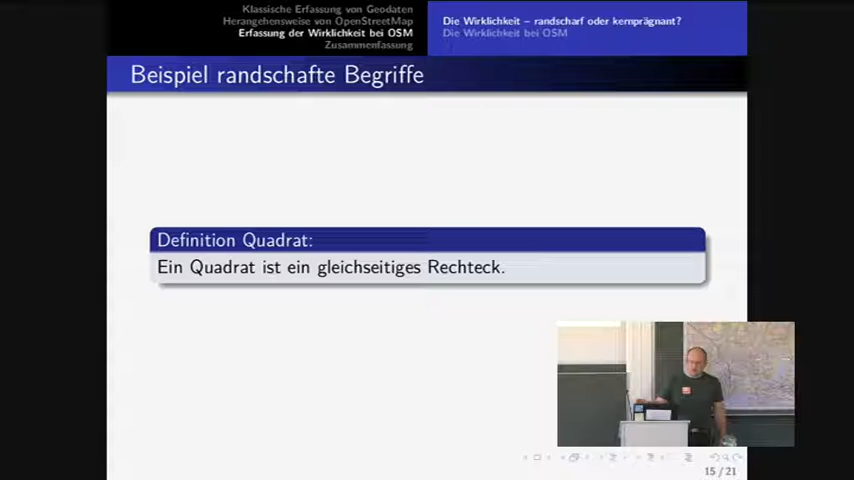 Klassische Erfassung von Geodaten
Herangehensweise von OpenStreetMap
Erfassung der Wirklichkeit bei OSM
Zusammenfassung
Die Wirklichkeit – randscharf oder kernprägnant?
Die Wirklichkeit bei OSM
Beispiel randschafte Begriffe
Definition Quadrat:
Ein Quadrat ist ein gleichseitiges Rechteck.
15 / 21